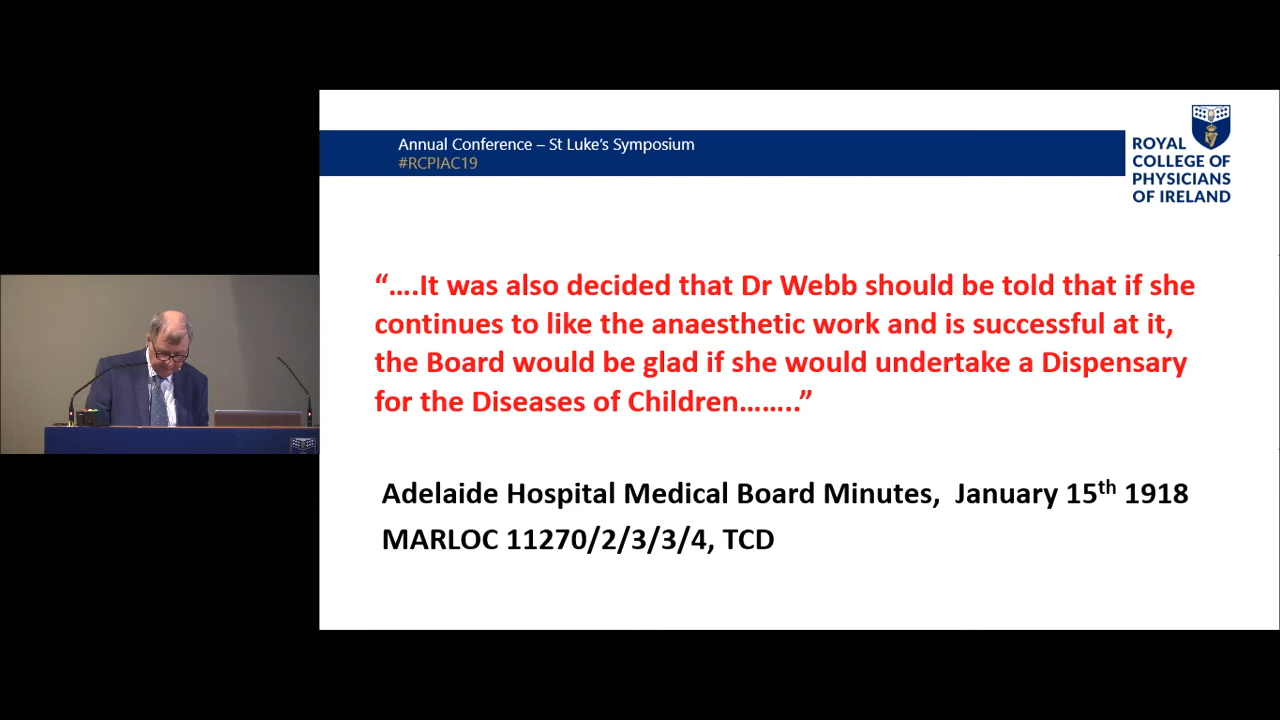 Annual Conference – St Luke's Symposium
#RCPIAC19
ROYAL
COLLEGE OF
PHYSICIANS
OF IRELAND
“….It was also decided that Dr Webb should be told that if she
continues to like the anaesthetic work and is successful at it,
the Board would be glad if she would undertake a Dispensary
for the Diseases of Children……..”
Adelaide Hospital Medical Board Minutes, January 15th 1918
MARLOC 11270/2/3/3/4, TCD